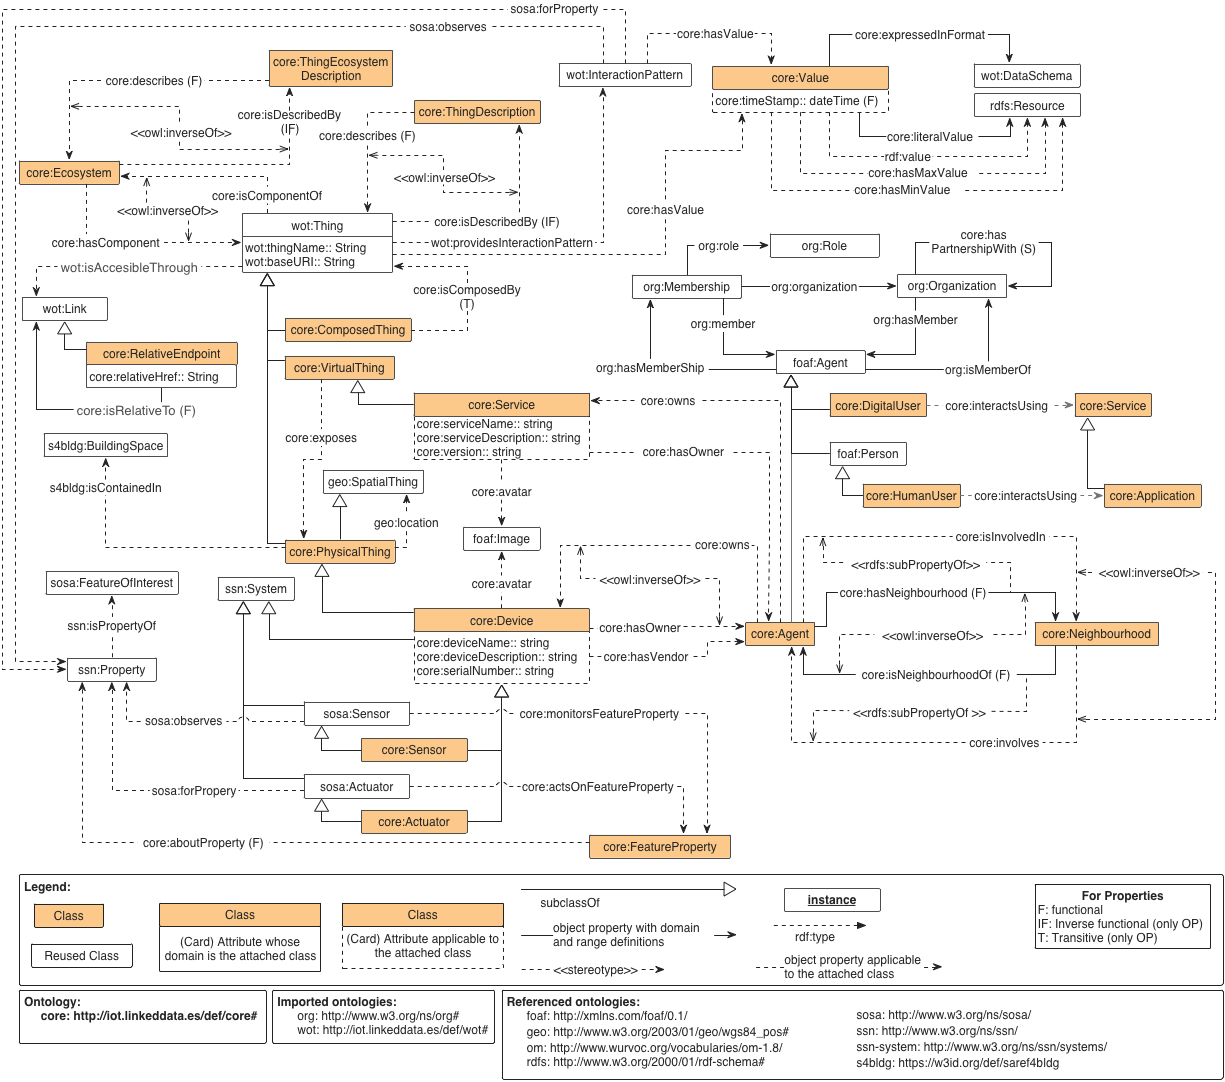 sosa:forProperty
sosa:observes
core:hasValue
core:expressedInFormat
core:ThingEcosystem
Description
core:describes (F)
wot:InteractionPattern
core:Value
core:timeStamp:: dateTime (F)
wot:DataSchema
rdfs:Resource
core:isDescribedBy
(IF)
<<owl:inverseOf>>
core:ThingDescription
core:describes (F)
core:literalValue
rdf:value
core:hasMaxValue
core:hasMinValue
core:Ecosystem
<<owl:inverseOf>>
core:isComponentOf
<<owl:inverseOf>>
core:hasValue
wot:Thing
wot:thingName:: String
wot:baseURI:: String
core:isDescribedBy (IF)
wot:providesInteractionPattern
core:hasComponent
wot:isAccesibleThrough
org:role
org:Role
core:has
PartnershipWith (S)
org:Membership
org:organization
org:Organization
core:isComposedBy
(T)
wot:Link
core:ComposedThing
org:member
org:hasMember
core:RelativeEndpoint
core:relativeHref:: String
core:VirtualThing
org:hasMemberShip
foaf:Agent
org:isMemberOf
core:isRelativeTo (F)
core:Service
core:serviceName:: string
core:serviceDescription:: string
core:version:: string
core:owns
core:DigitalUser
core:interactsUsing
core:Service
s4bldg:BuildingSpace
core:exposes
core:hasOwner
foaf:Person
s4bldg:isContainedIn
geo:SpatialThing
core:avatar
core:HumanUser
core:interactsUsing
core:Application
geo:location
foaf:Image
core:PhysicalThing
core:owns
core:isInvolvedIn
sosa:FeatureOfInterest
ssn:System
core:avatar
<<owl:inverseOf>>
<<rdfs:subPropertyOf>>
<<owl:inverseOf>>
core:hasNeighbourhood (F)
ssn:isPropertyOf
core:Device
core:deviceName:: string
core:deviceDescription:: string
core:serialNumber:: string
core:hasOwner
core:hasVendor
core:Agent
<<owl:inverseOf>>
core:Neighbourhood
ssn:Property
core:isNeighbourhoodOf (F)
sosa:observes
sosa:Sensor
core:monitorsFeatureProperty
<<rdfs:subPropertyOf >>
core:involves
core:Sensor
sosa:forPropery
sosa:Actuator
core:actsOnFeatureProperty
core:Actuator
core:aboutProperty (F)
core:FeatureProperty
Legend:
Class
Reused Class
Class
(Card) Attribute whose
domain is the attached class
Class
(Card) Attribute applicable to
the attached class
subclassOf
object property with domain
and range definitions
<<stereotype>>
instance
rdf:type
object property applicable
to the attached class
For Properties
F: functional
IF: Inverse functional (only OP)
T: Transitive (only OP)
Ontology:
core: http://iot.linkeddata.es/def/core#
Imported ontologies:
org: http://www.w3.org/ns/org#
wot: http://iot.linkeddata.es/def/wot#
Referenced ontologies:
foaf: http://xmlns.com/foaf/0.1/
geo: http://www.w3.org/2003/01/geo/wgs84_pos#
om: http://www.wurvoc.org/vocabularies/om-1.8/
rdfs: http://www.w3.org/2000/01/rdf-schema#
sosa: http://www.w3.org/ns/sosa/
ssn: http://www.w3.org/ns/ssn/
ssn-system: http://www.w3.org/ns/ssn/systems/
s4bldg: https://w3id.org/def/saref4bldg